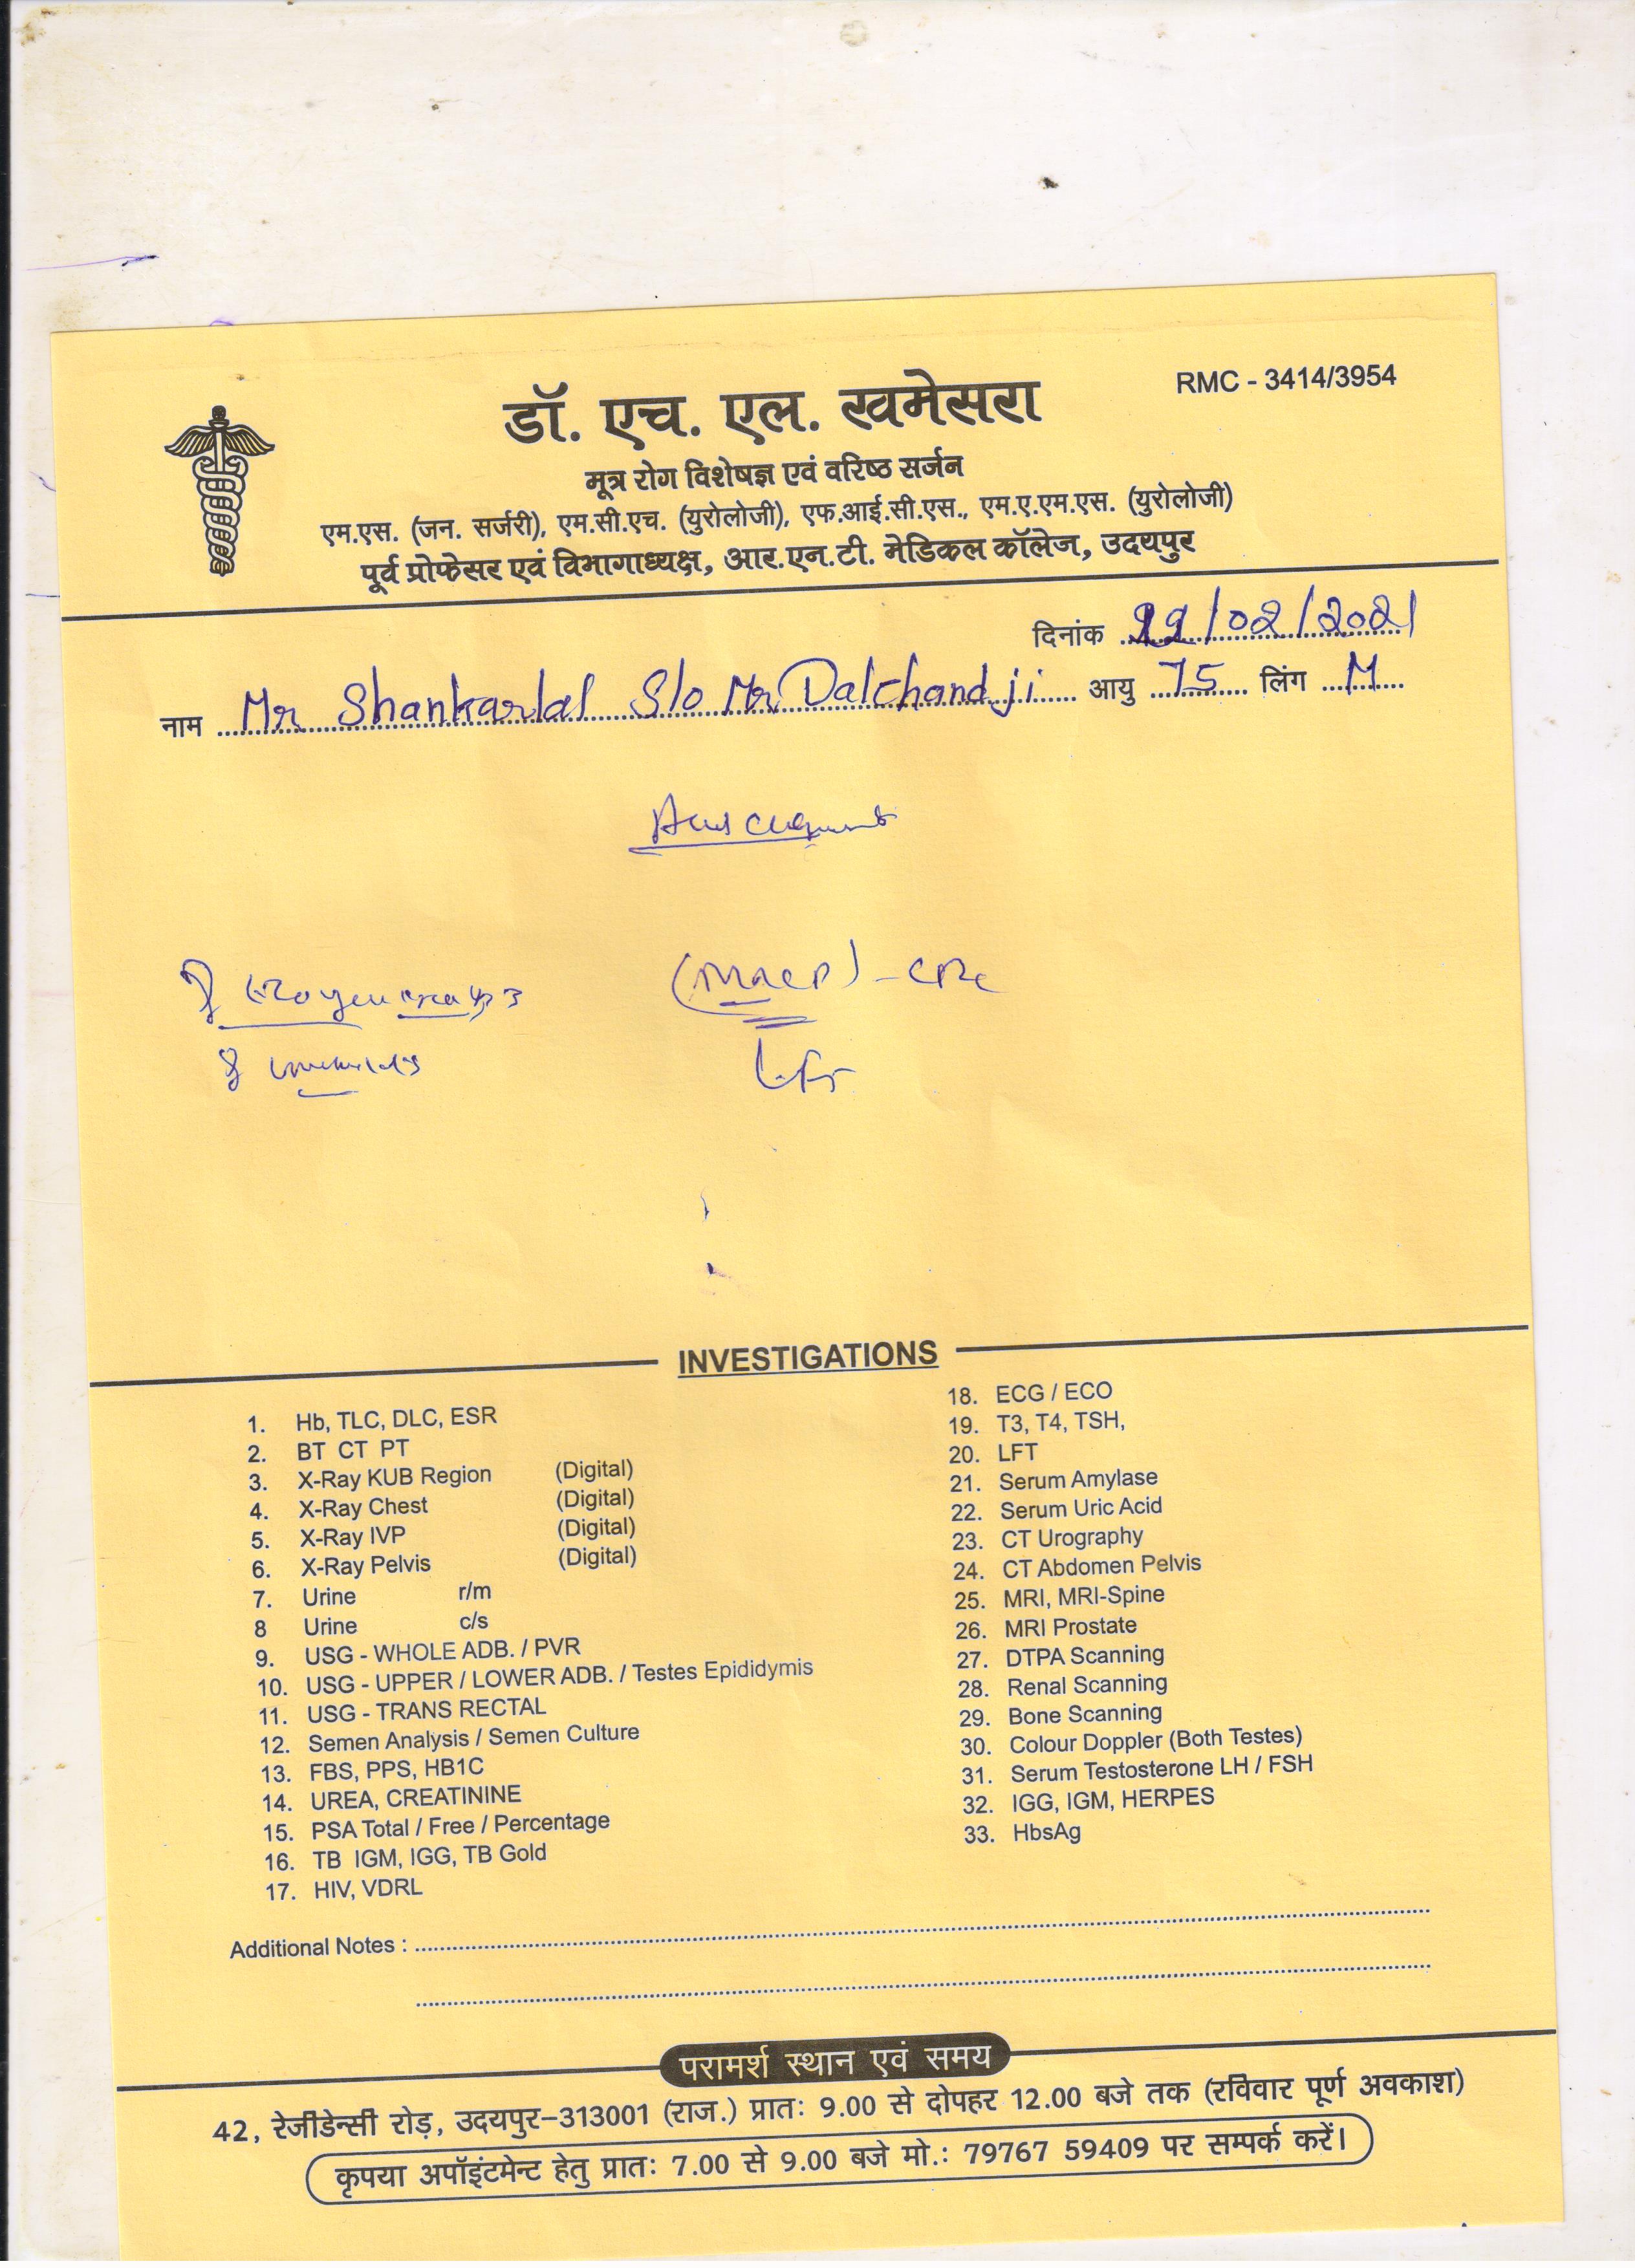 RMC - 3414/3954
डॉ. एच. एल. खमेसरा
मूत्र रोग विशेषज्ञ एवं वरिष्ठ सर्जन
एम.एस. (जन. सर्जरी), एम.सी.एच. (युरोलोजी), एफ.आई.सी.एस., एम.ए.एम.एस. (युरोलोजी)
पूर्व प्रोफेसर एवं विभागाध्यक्ष, आर.एन.टी. मेडिकल कॉलेज, उदयपुर
दिनांक /02/2021
नाम Mr Shankarlal S/o Mr Dalchand ji आयु 75 लिंग M
INVESTIGATIONS
1. Hb, TLC, DLC, ESR
2. BT CT PT
3. X-Ray KUB Region (Digital)
4. X-Ray Chest (Digital)
5. X-Ray IVP (Digital)
6. X-Ray Pelvis (Digital)
7. Urine r/m
8 Urine c/s
9. USG - WHOLE ADB. / PVR
10. USG - UPPER / LOWER ADB. / Testes Epididymis
11. USG - TRANS RECTAL
12. Semen Analysis / Semen Culture
13. FBS, PPS, HB1C
14. UREA, CREATININE
15. PSA Total / Free / Percentage
16. TB IGM, IGG, TB Gold
17. HIV, VDRL
18. ECG / ECO
19. T3, T4, TSH,
20. LFT
21. Serum Amylase
22. Serum Uric Acid
23. CT Urography
24. CT Abdomen Pelvis
25. MRI, MRI-Spine
26. MRI Prostate
27. DTPA Scanning
28. Renal Scanning
29. Bone Scanning
30. Colour Doppler (Both Testes)
31. Serum Testosterone LH / FSH
32. IGG, IGM, HERPES
33. HbsAg
Additional Notes :
परामर्श स्थान एवं समय
42, रेजीडेन्सी रोड़, उदयपुर-313001 (राज.) प्रातः 9.00 से दोपहर 12.00 बजे तक (रविवार पूर्ण अवकाश)
कृपया अपॉइंटमेन्ट हेतु प्रातः 7.00 से 9.00 बजे मो.: 79767 59409 पर सम्पर्क करें।